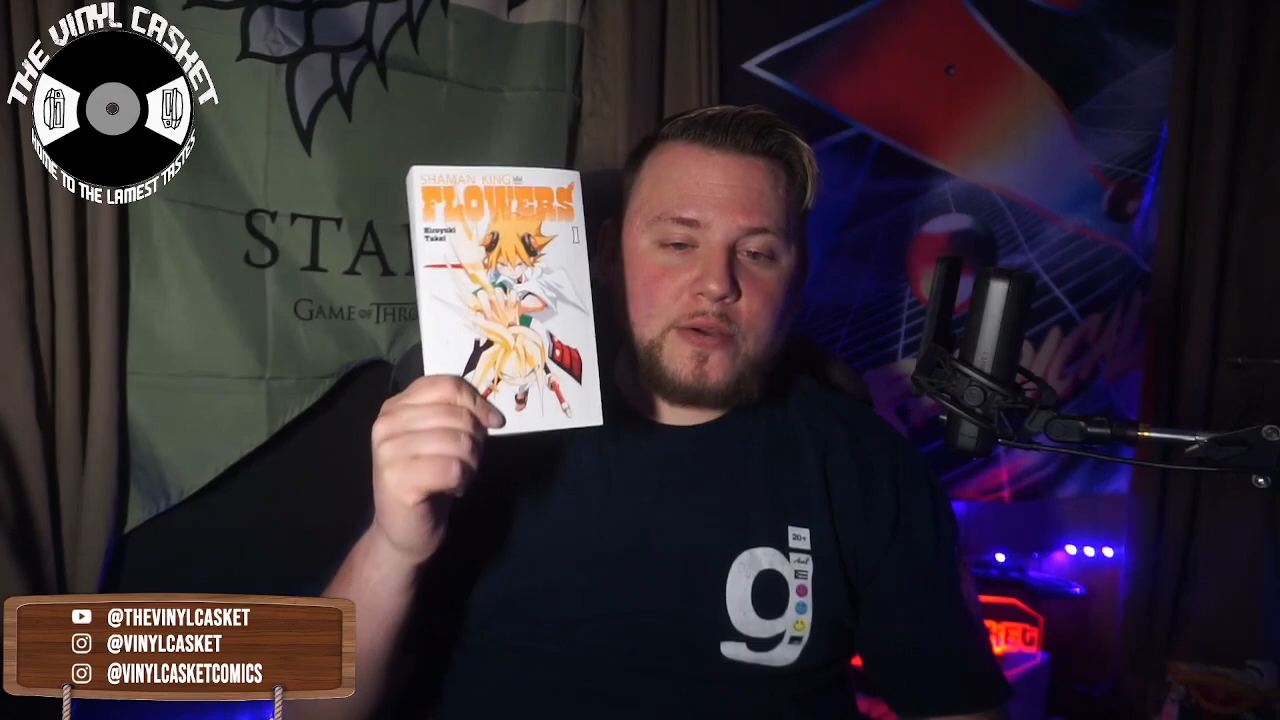 THE VINYL CASKET
HOME TO THE LAMEST TASTES
STA
GAME OF THRO
SHAMAN KING
FLOWERS
Hiroyuki
Takei
1
20+
g
@THEVINYLCASKET
@VINYLCASKET
@VINYLCASKETCOMICS